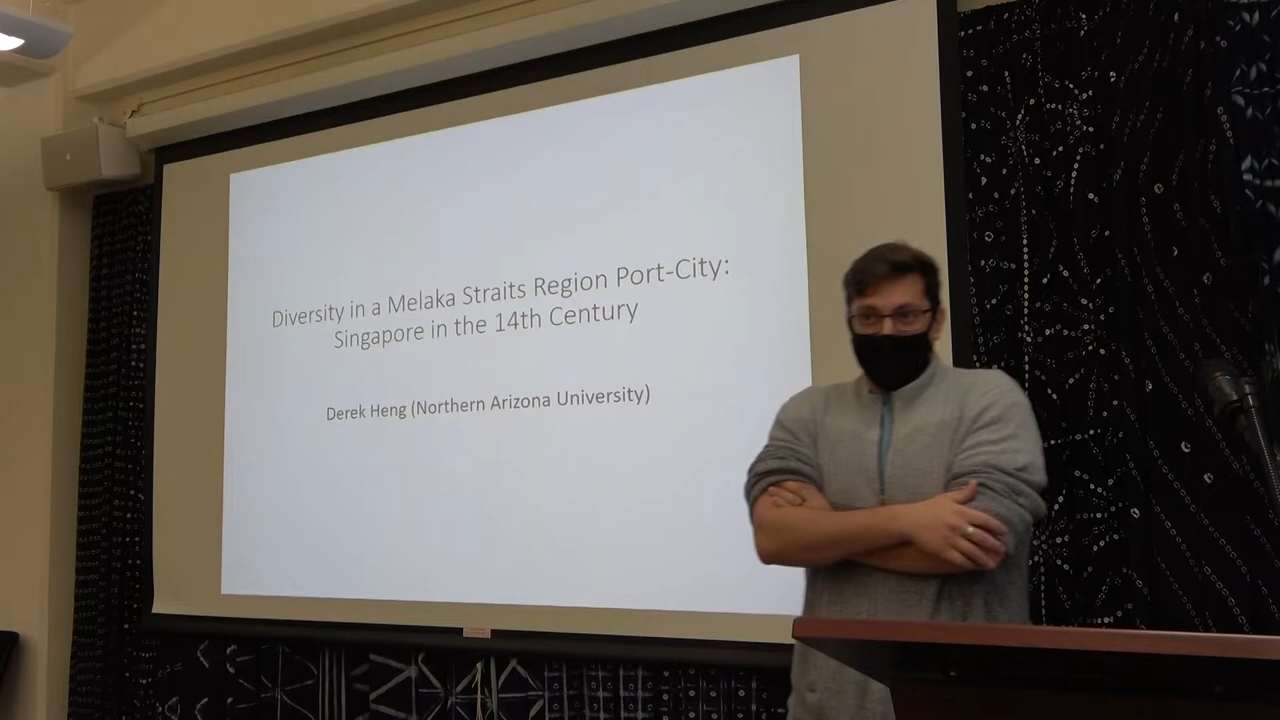 Diversity in a Melaka Straits Region Port-City:
Singapore in the 14th Century
Derek Heng (Northern Arizona University)